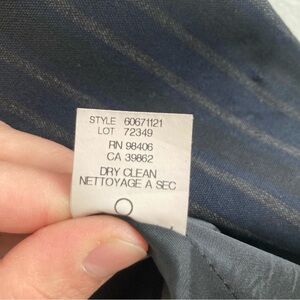 STYLE 60671121
LOT 72349
RN 98406
CA 39862
DRY CLEAN
NETTOYAGE A SEC